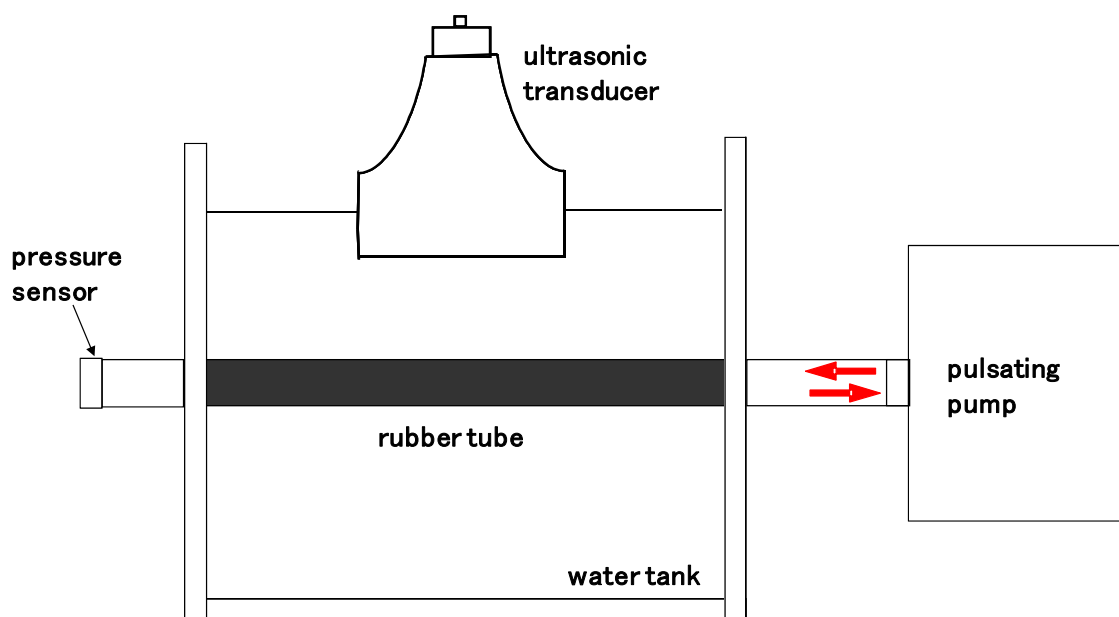 ultrasonic
transducer
pressure
sensor
pulsating
pump
rubber tube
water tank